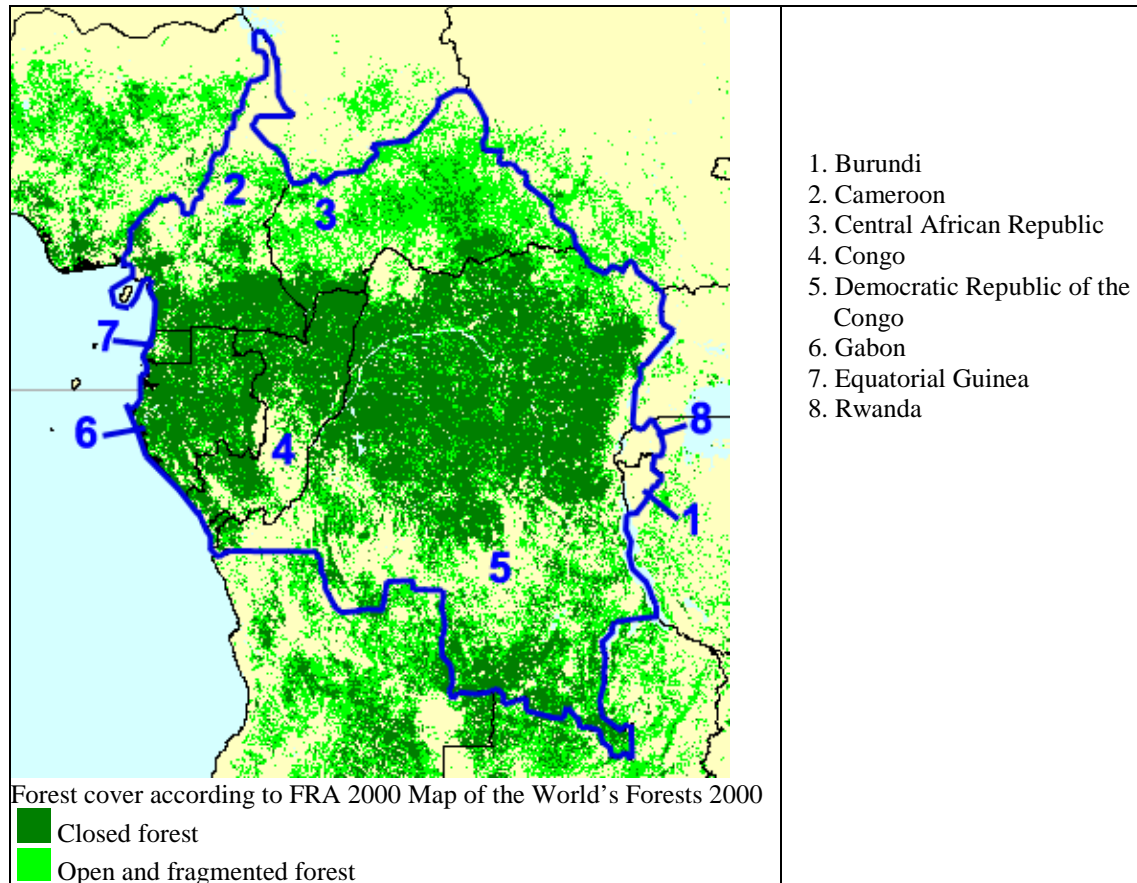 2
3
7
6
4
8
1
5
Forest cover according to FRA 2000 Map of the World's Forests 2000
Closed forest
Open and fragmented forest
1. Burundi
2. Cameroon
3. Central African Republic
4. Congo
5. Democratic Republic of the
Congo
6. Gabon
7. Equatorial Guinea
8. Rwanda